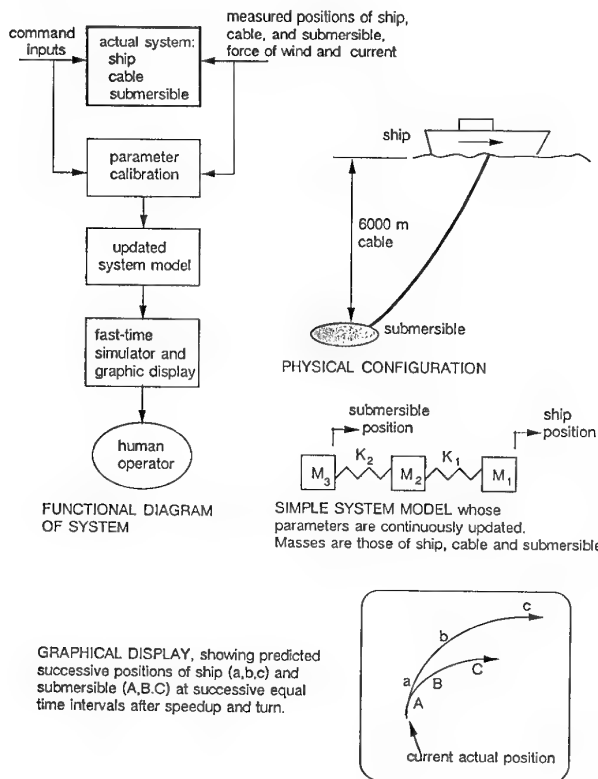 command
inputs
actual system:
ship
cable
submersible
measured positions of ship,
cable, and submersible,
force of wind and current
parameter
calibration
updated
system model
fast-time
simulator and
graphic display
human
operator
FUNCTIONAL DIAGRAM
OF SYSTEM
ship
6000 m
cable
submersible
PHYSICAL CONFIGURATION
submersible
position
ship
position
M3 K2 M2 K1 M1
SIMPLE SYSTEM MODEL whose
parameters are continuously updated.
Masses are those of ship, cable and submersible
GRAPHICAL DISPLAY, showing predicted
successive positions of ship (a,b,c) and
submersible (A,B.C) at successive equal
time intervals after speedup and turn.
c
b
a
C
B
A
current actual position